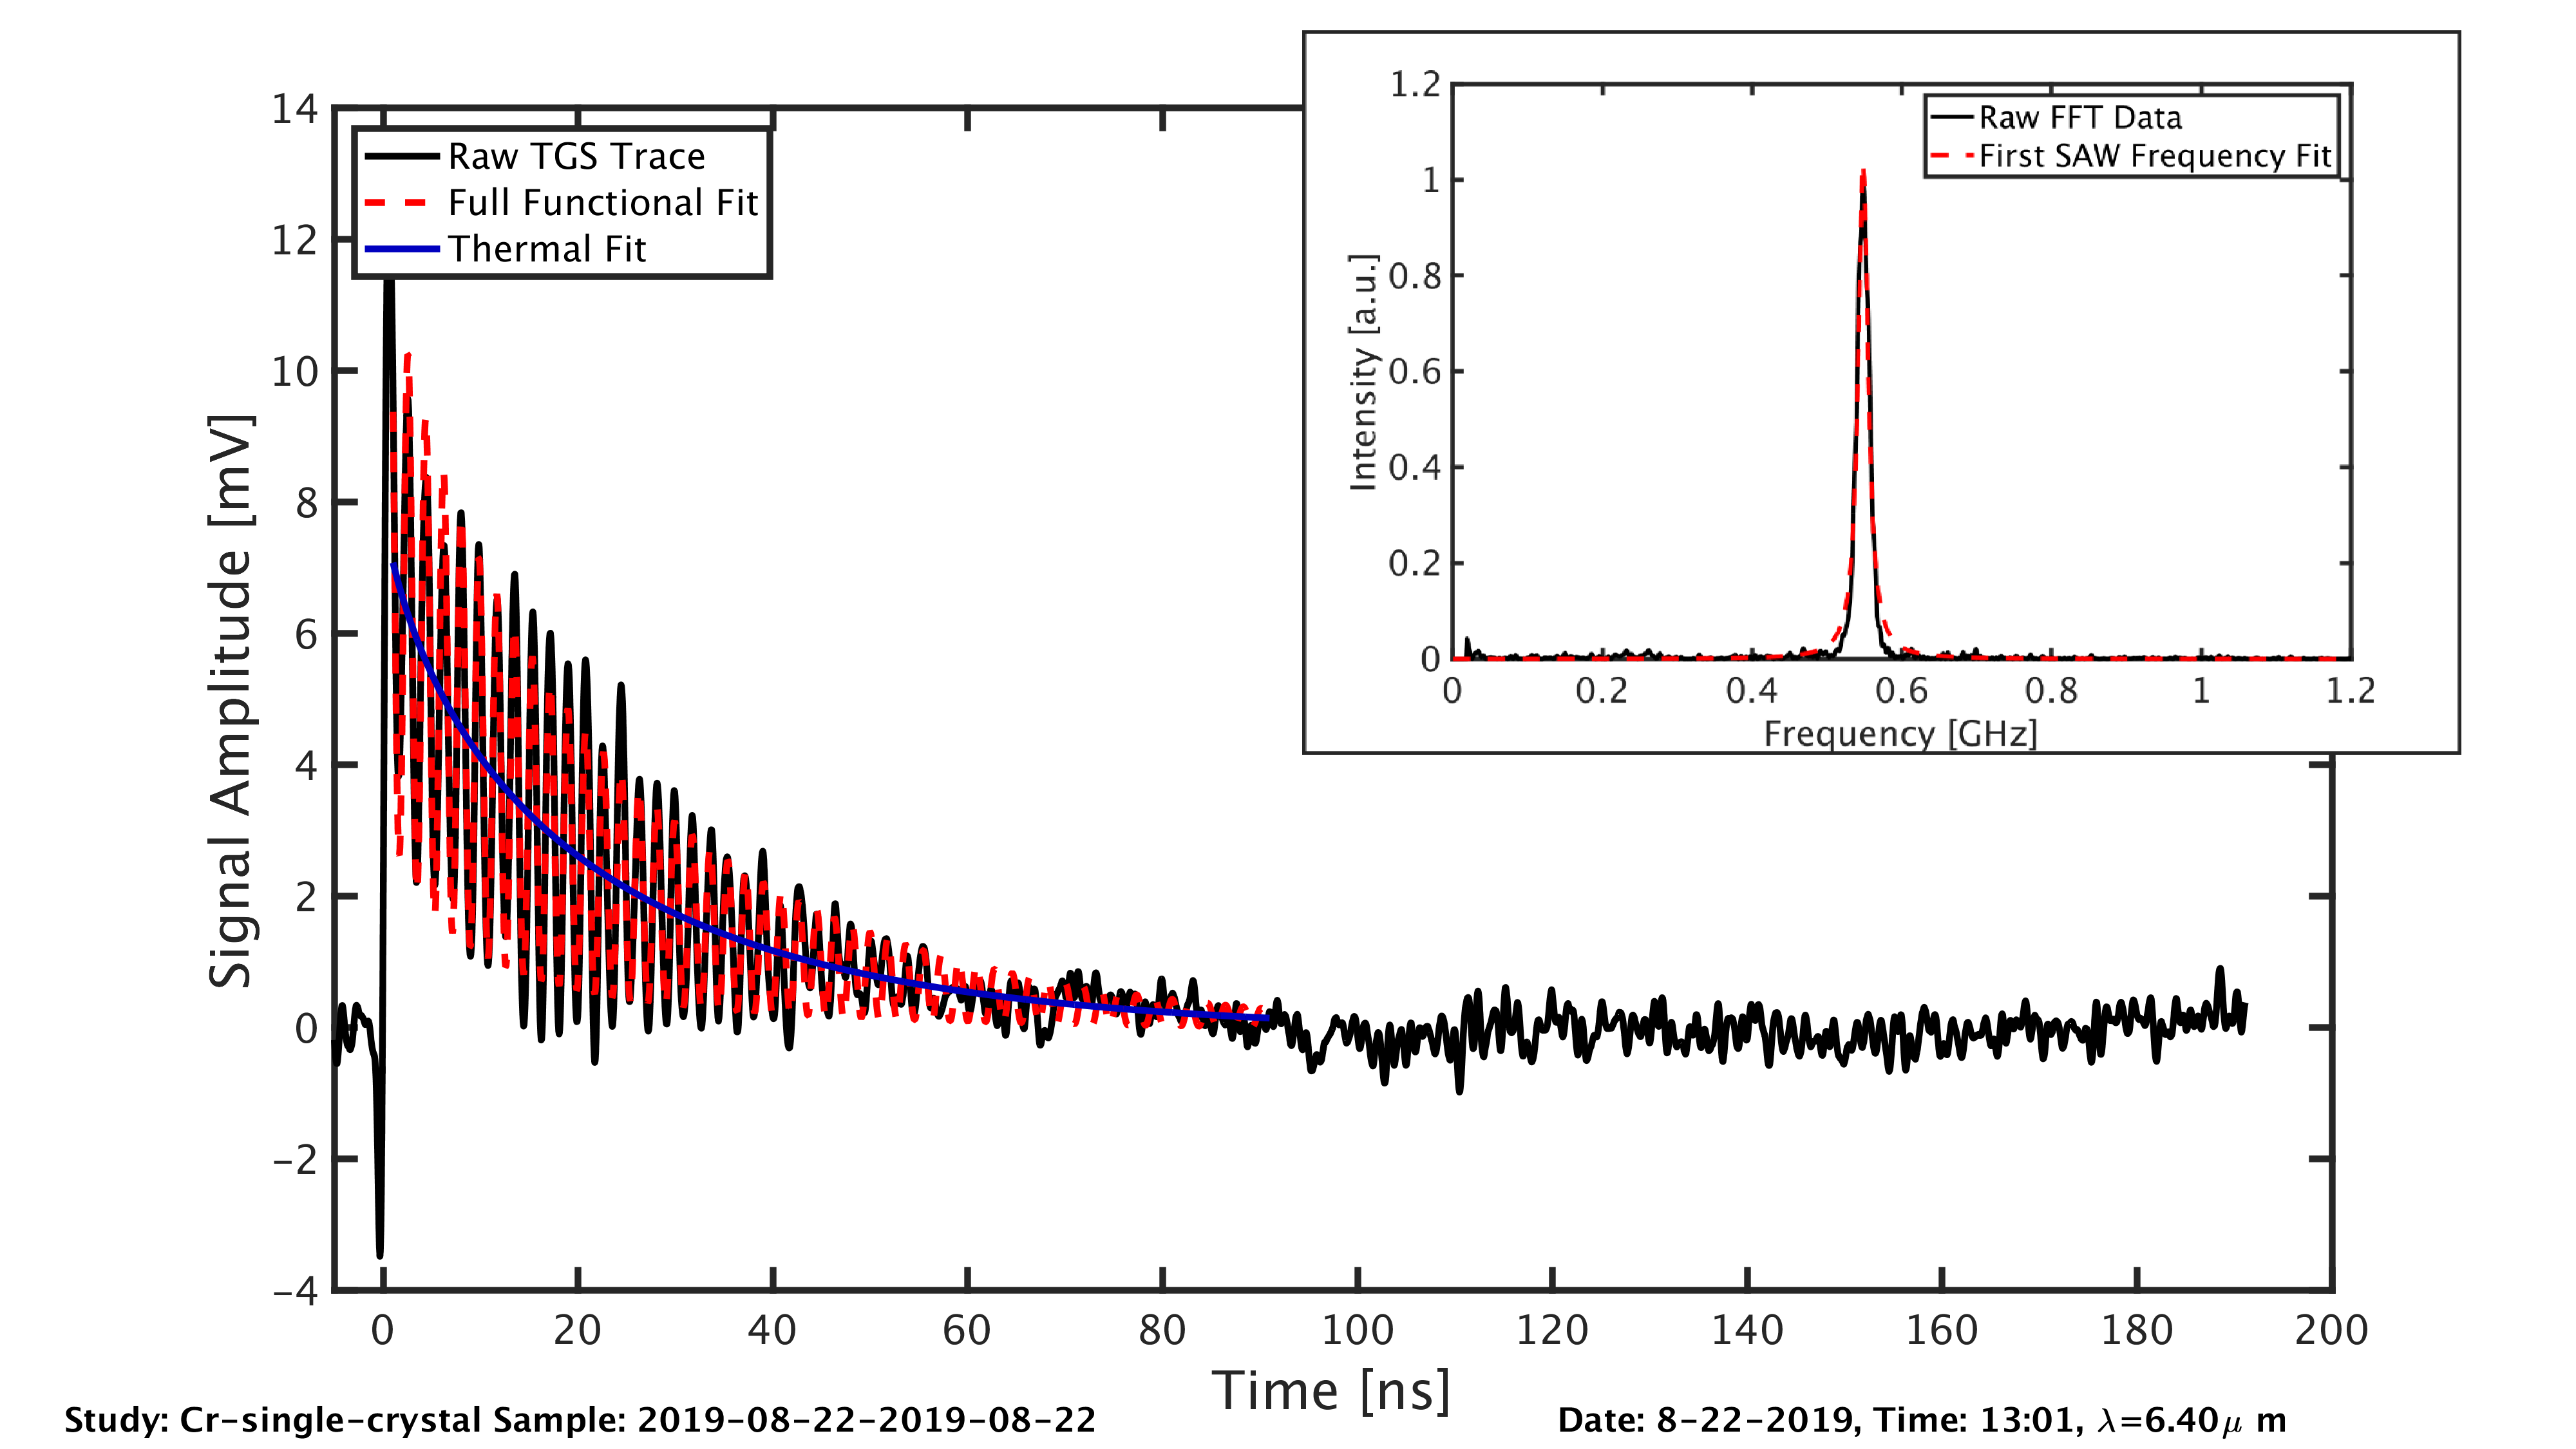 1.2
1
0.8
0.6
0.4
0.2
0
Intensity [a.u.]
Raw FFT Data
First SAW Frequency Fit
0 0.2 0.4 0.6 0.8 1 1.2
Frequency [GHz]
14
12
10
8
6
4
2
0
−2
−4
Signal Amplitude [mV]
Raw TGS Trace
Full Functional Fit
Thermal Fit
0 20 40 60 80 100 120 140 160 180 200
Time [ns]
Study: Cr−single−crystal Sample: 2019−08−22−2019−08−22
Date: 8−22−2019, Time: 13:01, λ=6.40μ m